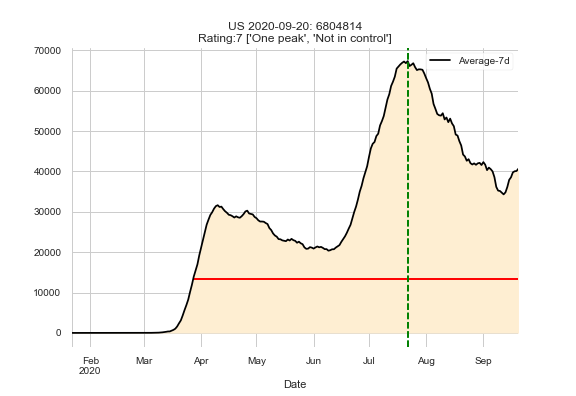 US 2020-09-20: 6804814
Rating:7 ['One peak', 'Not in control']
70000
60000
50000
40000
30000
20000
10000
0
Average-7d
Feb
2020
Mar
Apr
May
Jun
Jul
Aug
Sep
Date